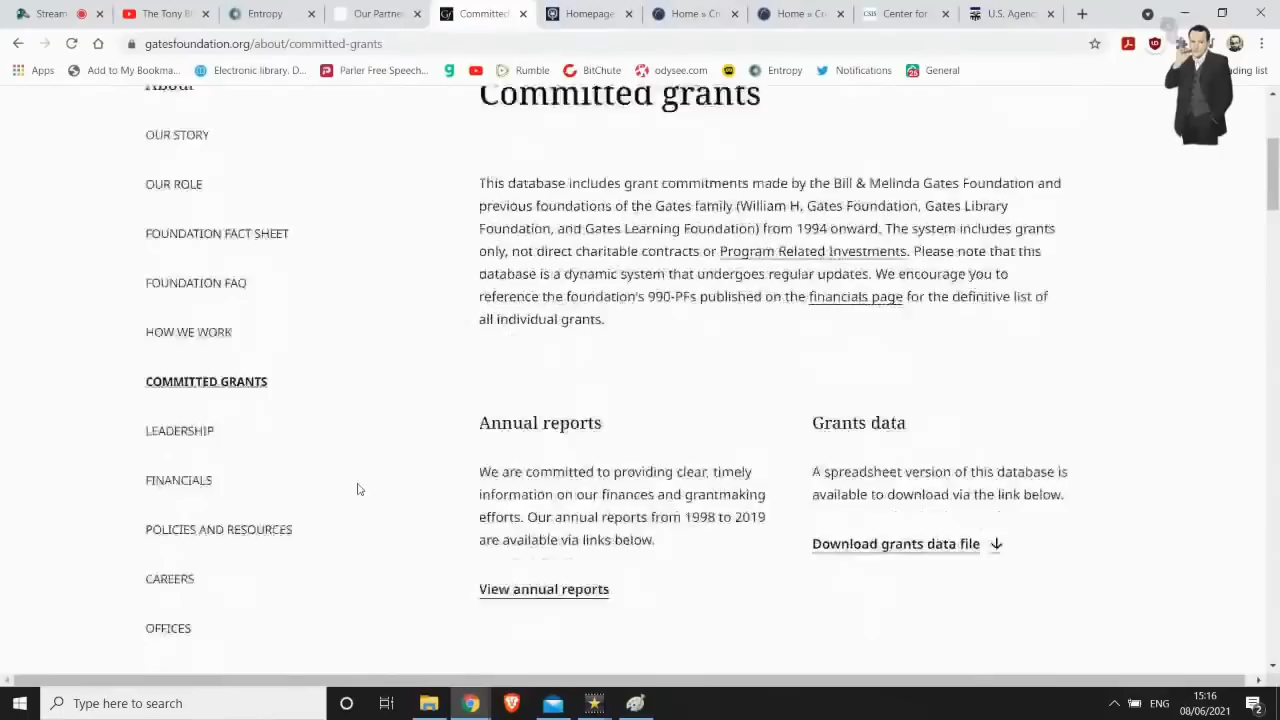 Stream
The Tony Bl
Entropy
Our Partne
Committed
Homepage
Home » Ce
Home » Co
Center for
U.S. Agenc
gatesfoundation.org/about/committed-grants
Apps
Add to My Bookma...
Electronic library. D...
Parler Free Speech...
Rumble
BitChute
odysee.com
Entropy
Notifications
General
ding list
About
OUR STORY
OUR ROLE
FOUNDATION FACT SHEET
FOUNDATION FAQ
HOW WE WORK
COMMITTED GRANTS
LEADERSHIP
FINANCIALS
POLICIES AND RESOURCES
CAREERS
OFFICES
Committed grants
This database includes grant commitments made by the Bill & Melinda Gates Foundation and
previous foundations of the Gates family (William H. Gates Foundation, Gates Library
Foundation, and Gates Learning Foundation) from 1994 onward. The system includes grants
only, not direct charitable contracts or Program Related Investments. Please note that this
database is a dynamic system that undergoes regular updates. We encourage you to
reference the foundation's 990-PFs published on the financials page for the definitive list of
all individual grants.
Annual reports
We are committed to providing clear, timely
information on our finances and grantmaking
efforts. Our annual reports from 1998 to 2019
are available via links below.
View annual reports
Grants data
A spreadsheet version of this database is
available to download via the link below.
Download grants data file
Type here to search
ENG
15:16
08/06/2021
2